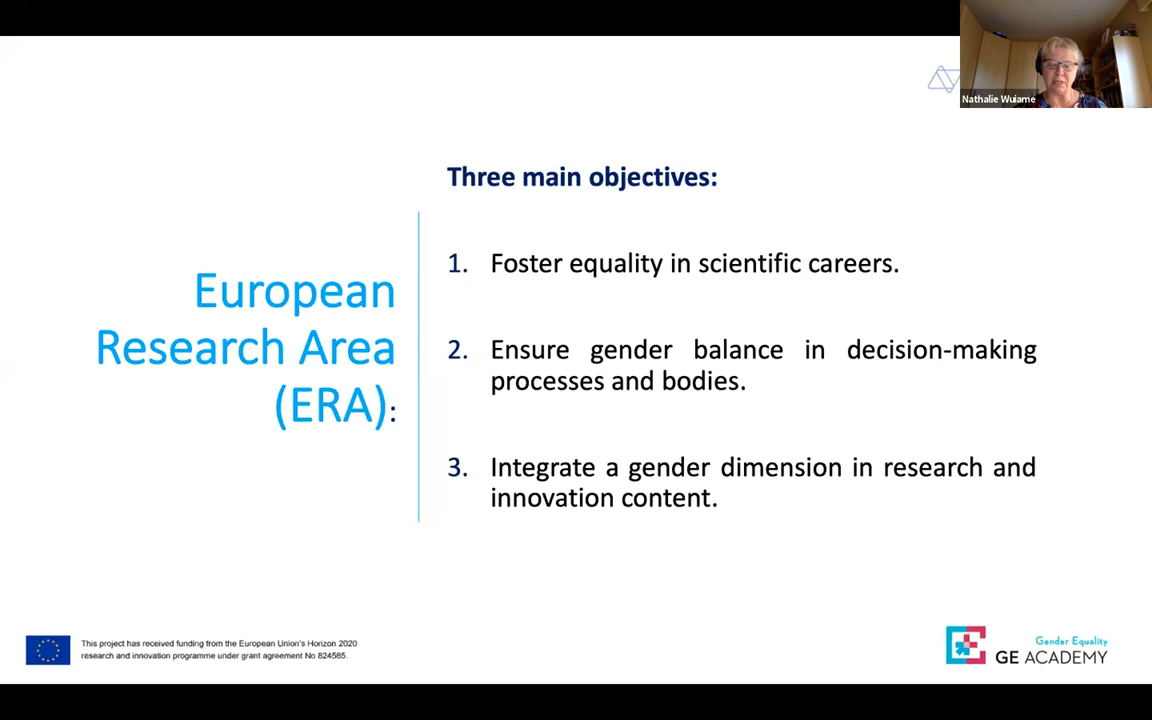 Nathalie Wuiame
Three main objectives:
European
Research Area
(ERA):
1. Foster equality in scientific careers.
2. Ensure gender balance in decision-making
processes and bodies.
3. Integrate a gender dimension in research and
innovation content.
This project has received funding from the European Union's Horizon 2020
research and innovation programme under grant agreement No 824585.
Gender Equality
GE ACADEMY